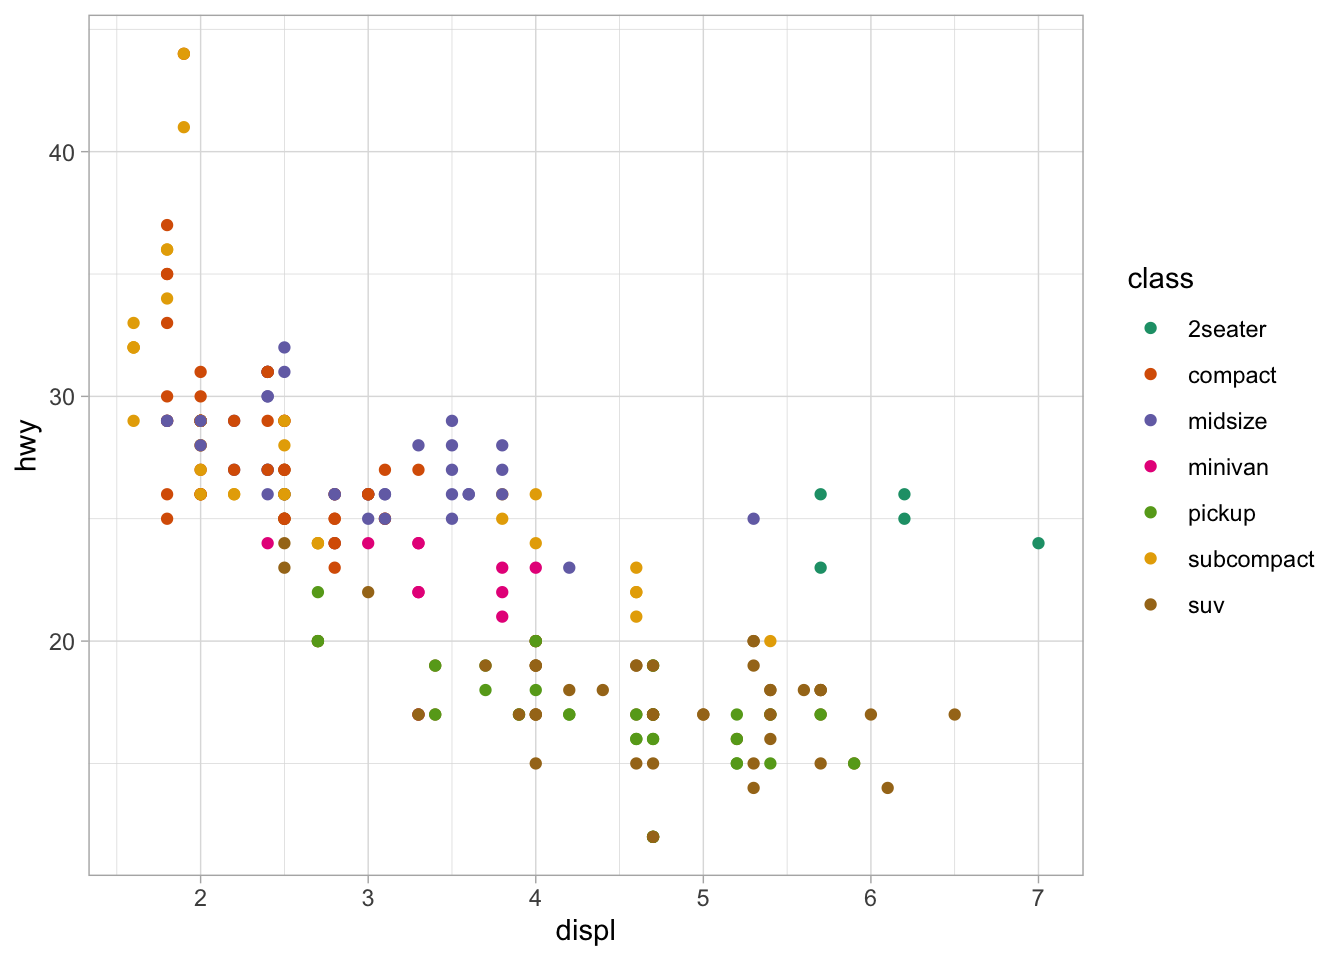 hwy
40
30
20
2 3 4 5 6 7
displ
class
2seater
compact
midsize
minivan
pickup
subcompact
suv